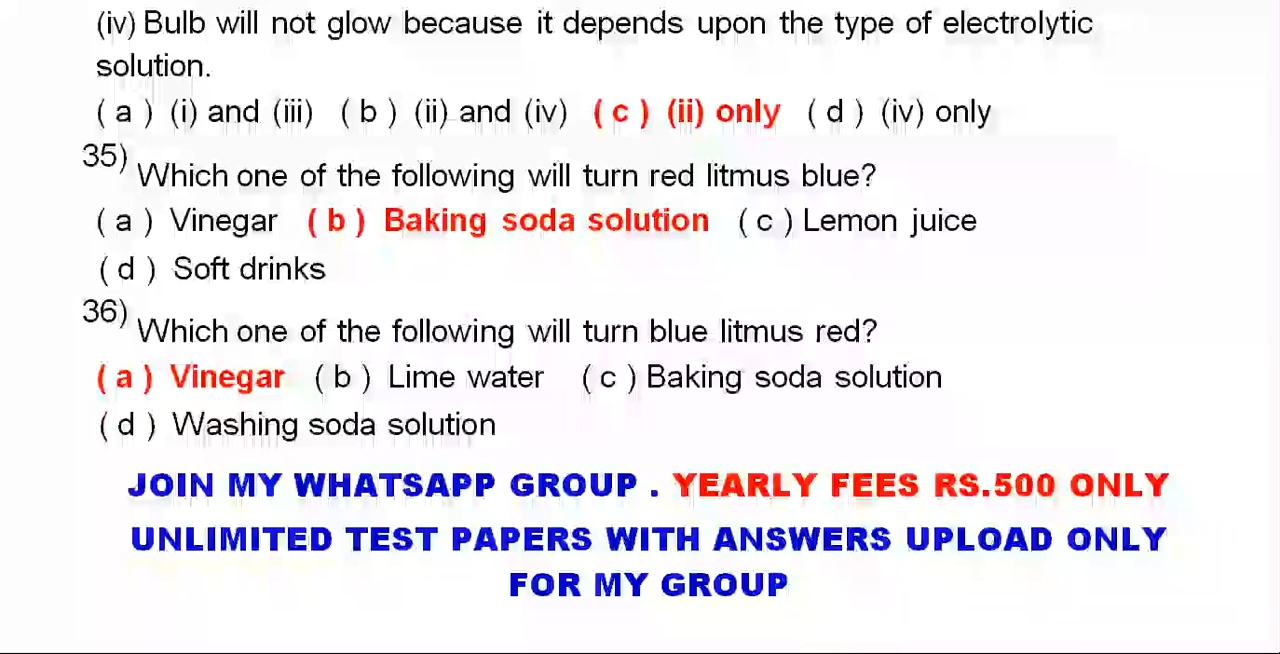 (iv) Bulb will not glow because it depends upon the type of electrolytic
solution.
( a ) (i) and (iii) ( b ) (ii) and (iv) ( c ) (ii) only ( d ) (iv) only
35) Which one of the following will turn red litmus blue?
( a ) Vinegar ( b ) Baking soda solution ( c ) Lemon juice
( d ) Soft drinks
36) Which one of the following will turn blue litmus red?
( a ) Vinegar ( b ) Lime water ( c ) Baking soda solution
( d ) Washing soda solution
JOIN MY WHATSAPP GROUP . YEARLY FEES RS.500 ONLY
UNLIMITED TEST PAPERS WITH ANSWERS UPLOAD ONLY
FOR MY GROUP